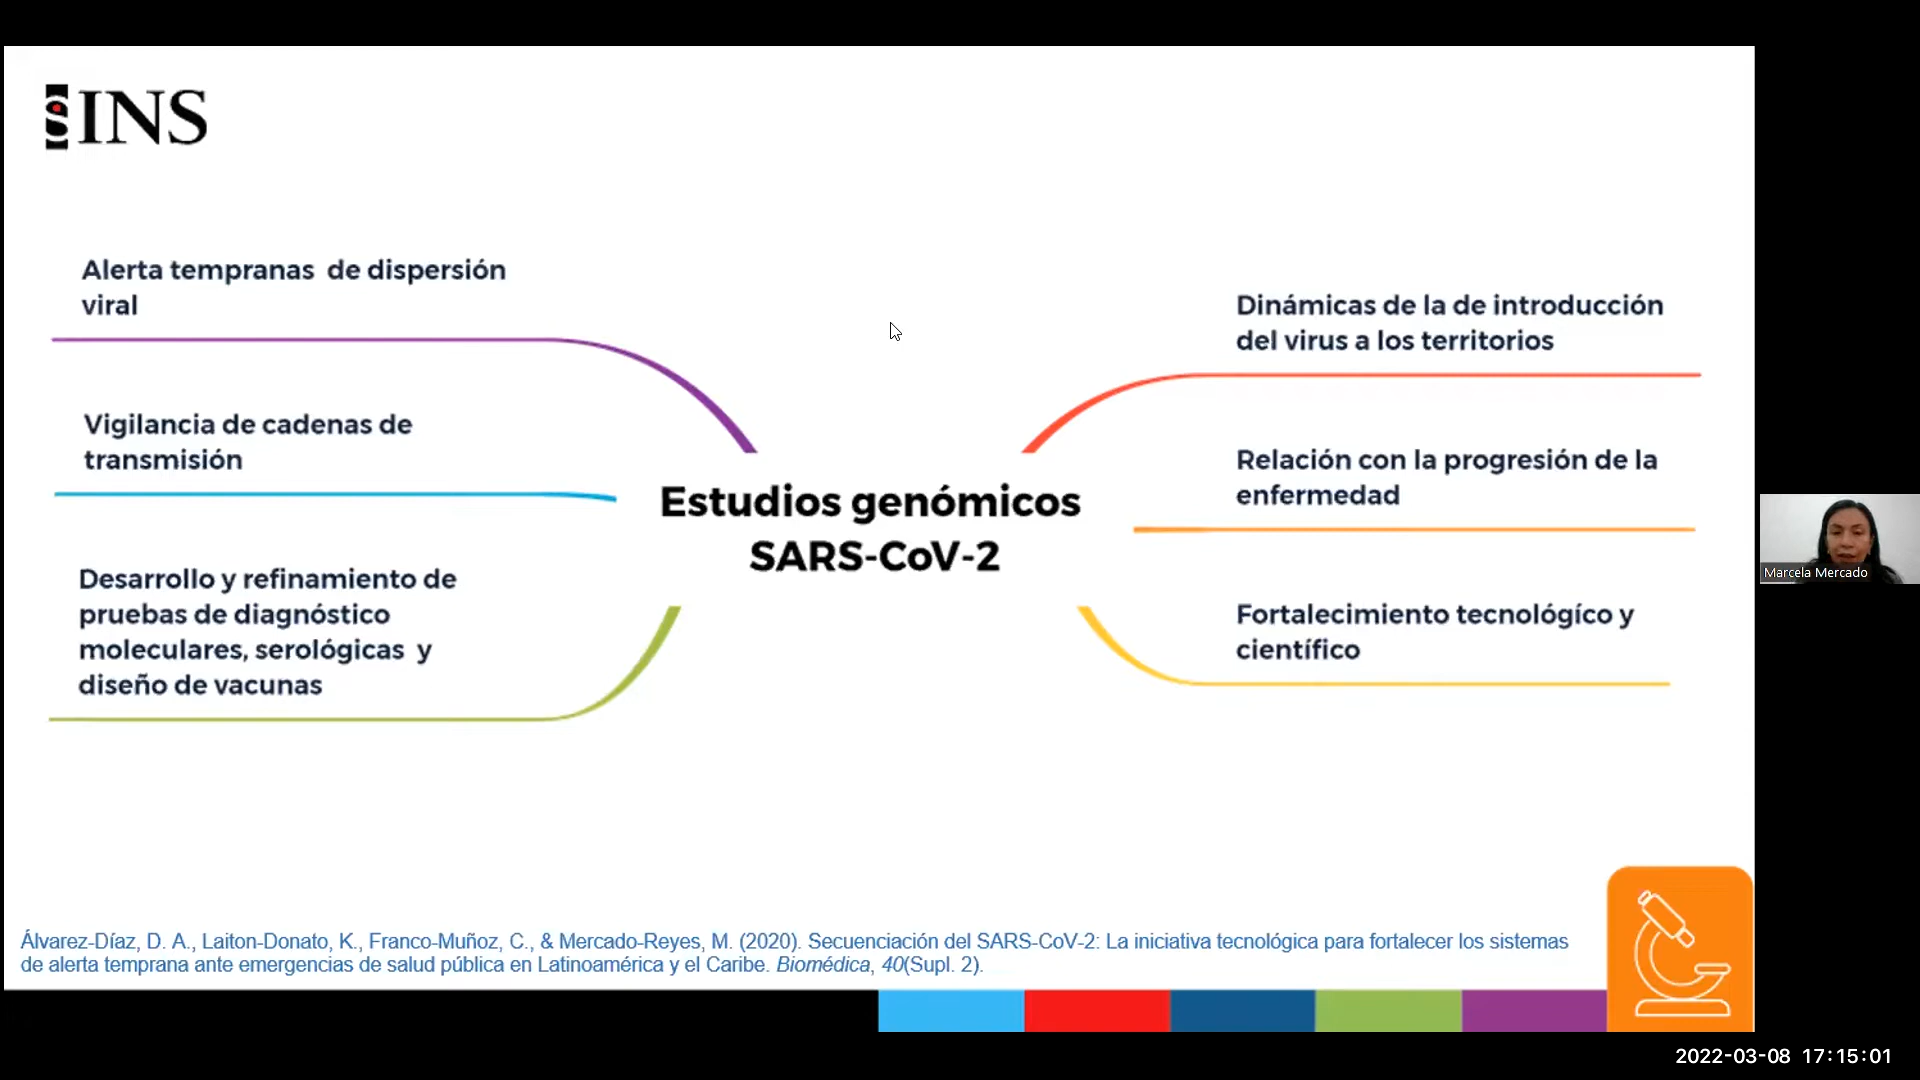 INS
Alerta tempranas de dispersión
viral
Vigilancia de cadenas de
transmisión
Desarrollo y refinamiento de
pruebas de diagnóstico
moleculares, serológicas y
diseño de vacunas
Estudios genómicos
SARS-CoV-2
Dinámicas de la de introducción
del virus a los territorios
Relación con la progresión de la
enfermedad
Fortalecimiento tecnológíco y
científico
Marcela Mercado
Álvarez-Díaz, D. A., Laiton-Donato, K., Franco-Muñoz, C., & Mercado-Reyes, M. (2020). Secuenciación del SARS-CoV-2: La iniciativa tecnológica para fortalecer los sistemas
de alerta temprana ante emergencias de salud pública en Latinoamérica y el Caribe. Biomédica, 40(Supl. 2).
2022-03-08 17:15:01